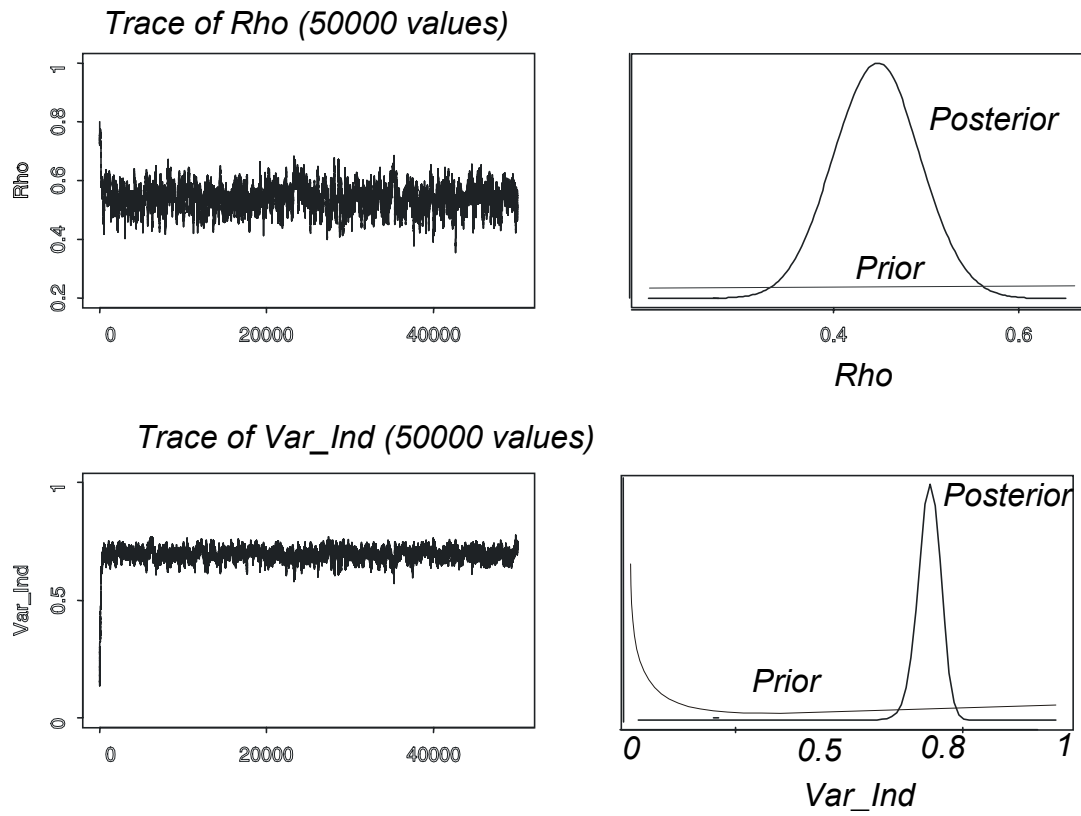 Trace of Rho (50000 values)
Rho
1
0.8
0.6
0.4
0.2
0
20000
40000
Posterior
Prior
0.4
0.6
Rho
Trace of Var_Ind (50000 values)
Var_Ind
1
0.5
0
0
20000
40000
Posterior
Prior
0
0.5
0.8
1
Var_Ind